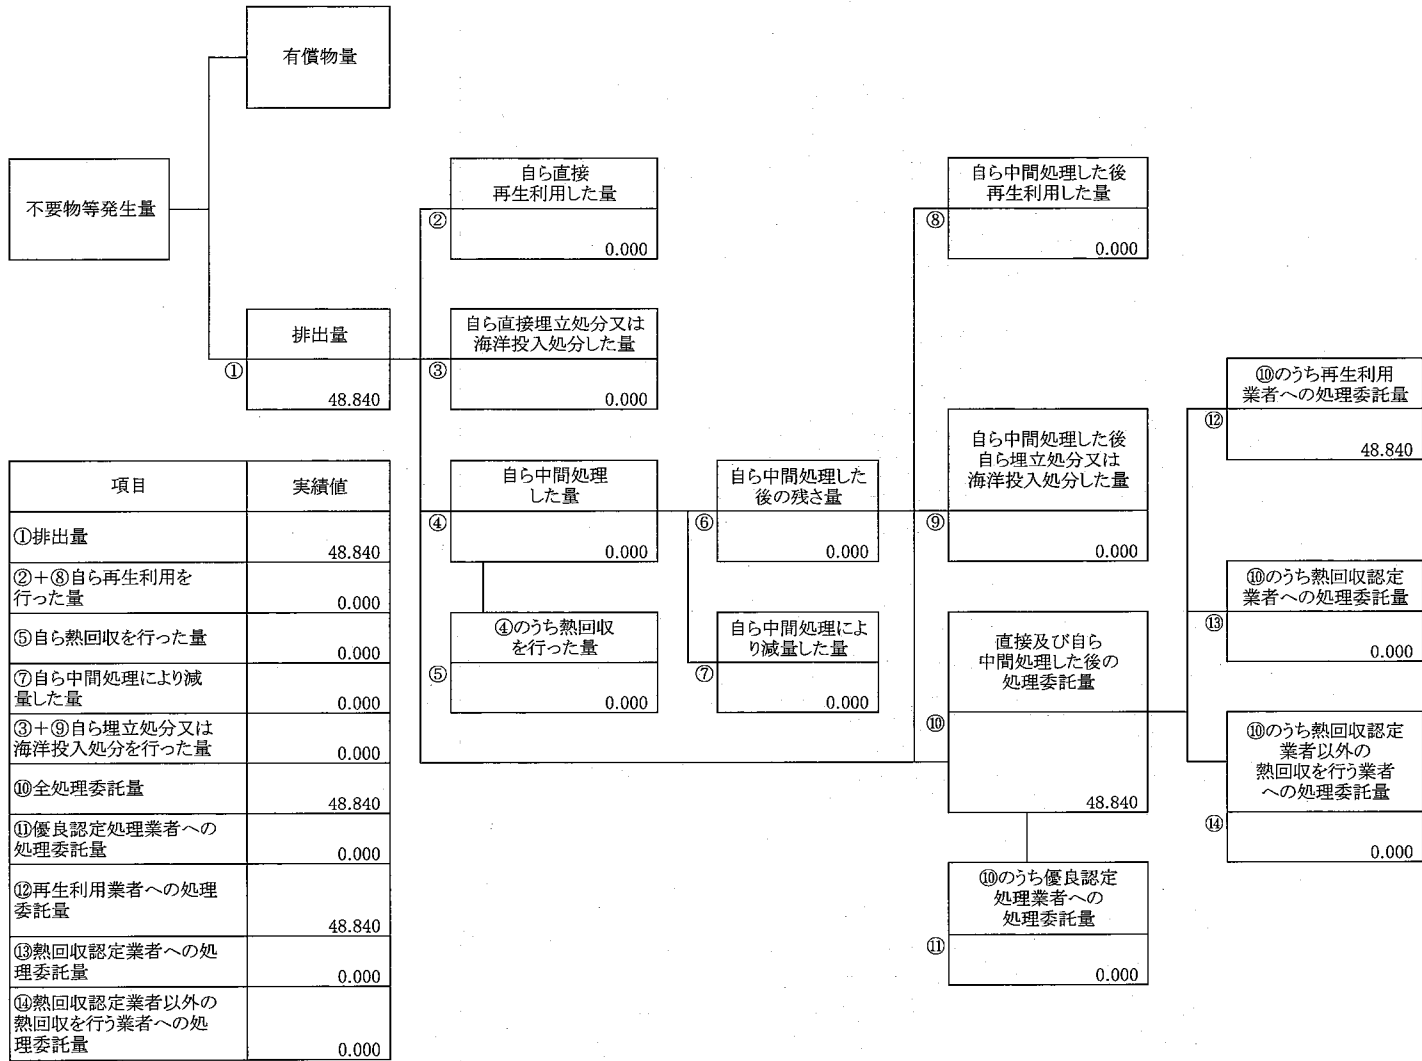 有償物量
不要物等発生量
排出量
①
48.840
自ら直接
再生利用した量
②
0.000
自ら直接埋立処分又は
海洋投入処分した量
③
0.000
自ら中間処理
した量
④
0.000
④のうち熱回収
を行った量
⑤
0.000
自ら中間処理した
後の残さ量
⑥
0.000
自ら中間処理によ
り減量した量
⑦
0.000
自ら中間処理した後
再生利用した量
⑧
0.000
自ら中間処理した後
自ら埋立処分又は
海洋投入処分した量
⑨
0.000
直接及び自ら
中間処理した後の
処理委託量
⑩
48.840
⑩のうち優良認定
処理業者への
処理委託量
⑪
0.000
⑩のうち再生利用
業者への処理委託量
⑫
48.840
⑩のうち熱回収認定
業者への処理委託量
⑬
0.000
⑩のうち熱回収認定
業者以外の
熱回収を行う業者
への処理委託量
⑭
0.000
項目 実績値
①排出量
48.840
②+⑧自ら再生利用を
行った量
0.000
⑤自ら熱回収を行った量
0.000
⑦自ら中間処理により減
量した量
0.000
③+⑨自ら埋立処分又は
海洋投入処分を行った量
0.000
⑩全処理委託量
48.840
⑪優良認定処理業者への
処理委託量
0.000
⑫再生利用業者への処理
委託量
48.840
⑬熱回収認定業者への処
理委託量
0.000
⑭熱回収認定業者以外の
熱回収を行う業者への処
理委託量
0.000